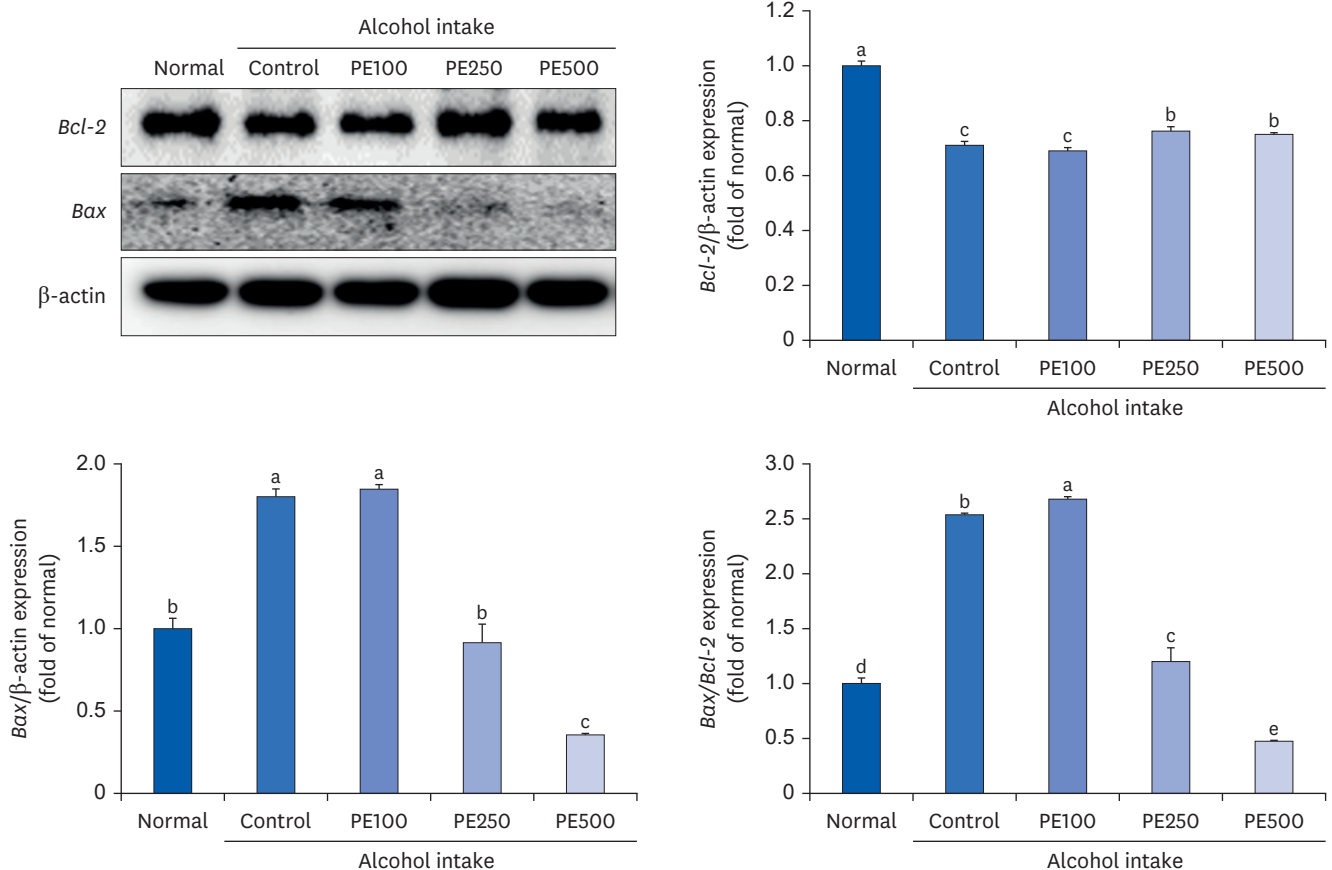 Alcohol intake
Normal Control PE100 PE250 PE500
Bcl-2
Bax
β-actin
Bcl-2/β-actin expression
(fold of normal)
1.2
1.0
0.8
0.6
0.4
0.2
0
a
c
c
b
b
Normal Control PE100 PE250 PE500
Alcohol intake
Bax/β-actin expression
(fold of normal)
2.0
1.5
1.0
0.5
0
b
a
a
b
c
Normal Control PE100 PE250 PE500
Alcohol intake
Bax/Bcl-2 expression
(fold of normal)
3.0
2.5
2.0
1.5
1.0
0.5
0
d
b
a
c
e
Normal Control PE100 PE250 PE500
Alcohol intake